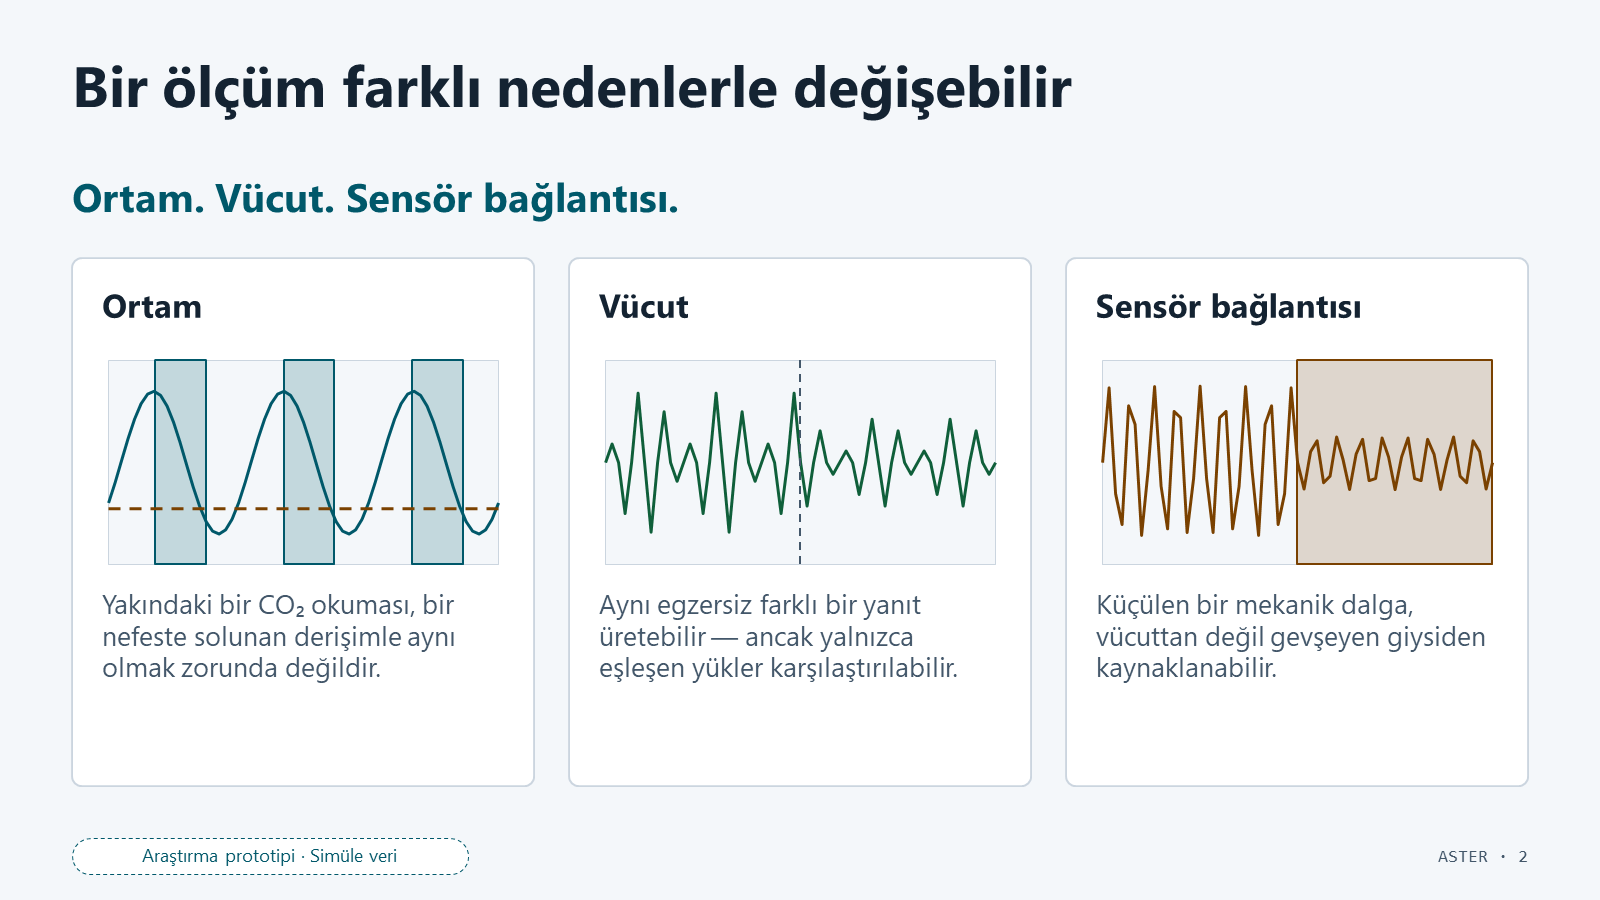 Bir ölçüm farklı nedenlerle değişebilir
Ortam. Vücut. Sensör bağlantısı.
Ortam
Yakındaki bir CO₂ okuması, bir
nefeste solunan derişimle aynı
olmak zorunda değildir.
Vücut
Aynı egzersiz farklı bir yanıt
üretebilir — ancak yalnızca
eşleşen yükler karşılaştırılabilir.
Sensör bağlantısı
Küçülen bir mekanik dalga,
vücuttan değil gevşeyen giysiden
kaynaklanabilir.
Araştırma prototipi · Simüle veri
ASTER · 2